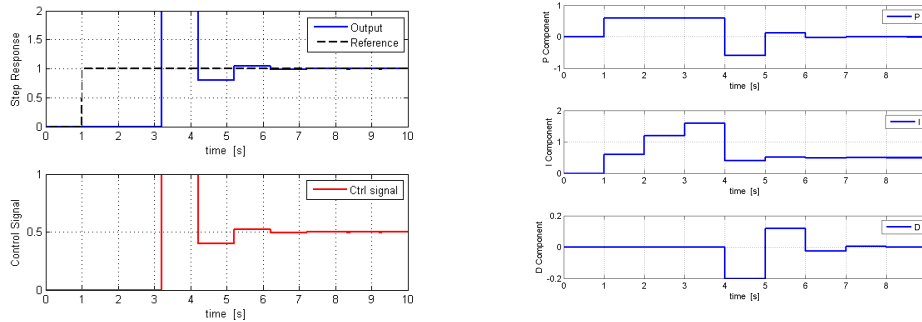 Step Response
2
1.5
1
0.5
0
Output
Reference
0 1 2 3 4 5 6 7 8 9 10
time [s]
Control Signal
1
0.5
0
Ctrl signal
0 1 2 3 4 5 6 7 8 9 10
time [s]
P Component
1
0
-1
P
0 1 2 3 4 5 6 7 8
time [s]
I Component
2
1
0
I
0 1 2 3 4 5 6 7 8
time [s]
D Component
0.2
0
-0.2
D
0 1 2 3 4 5 6 7 8
time [s]